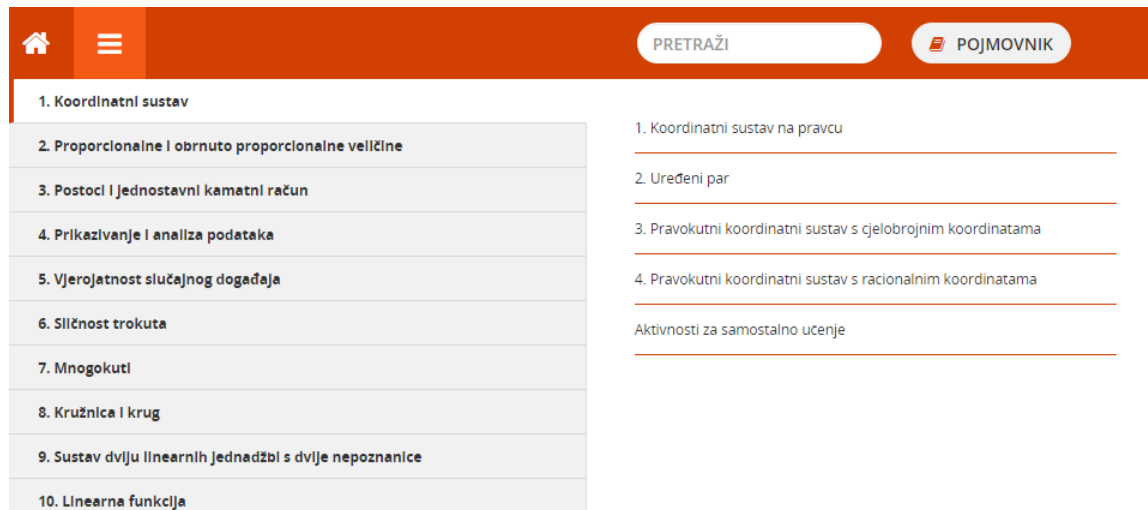 PRETRAŽI
POJMOVNIK
1. Koordinatni sustav
2. Proporcionalne i obrnuto proporcionalne veličine
3. Postoci i jednostavni kamatni račun
4. Prikazivanje i analiza podataka
5. Vjerojatnost slučajnog događaja
6. Sličnost trokuta
7. Mnogokuti
8. Kružnica i krug
9. Sustav dviju linearnih jednadžbi s dvije nepoznanice
10. Linearna funkcija
1. Koordinatni sustav na pravcu
2. Uređeni par
3. Pravokutni koordinatni sustav s cjelobrojnim koordinatama
4. Pravokutni koordinatni sustav s racionalnim koordinatama
Aktivnosti za samostalno učenje